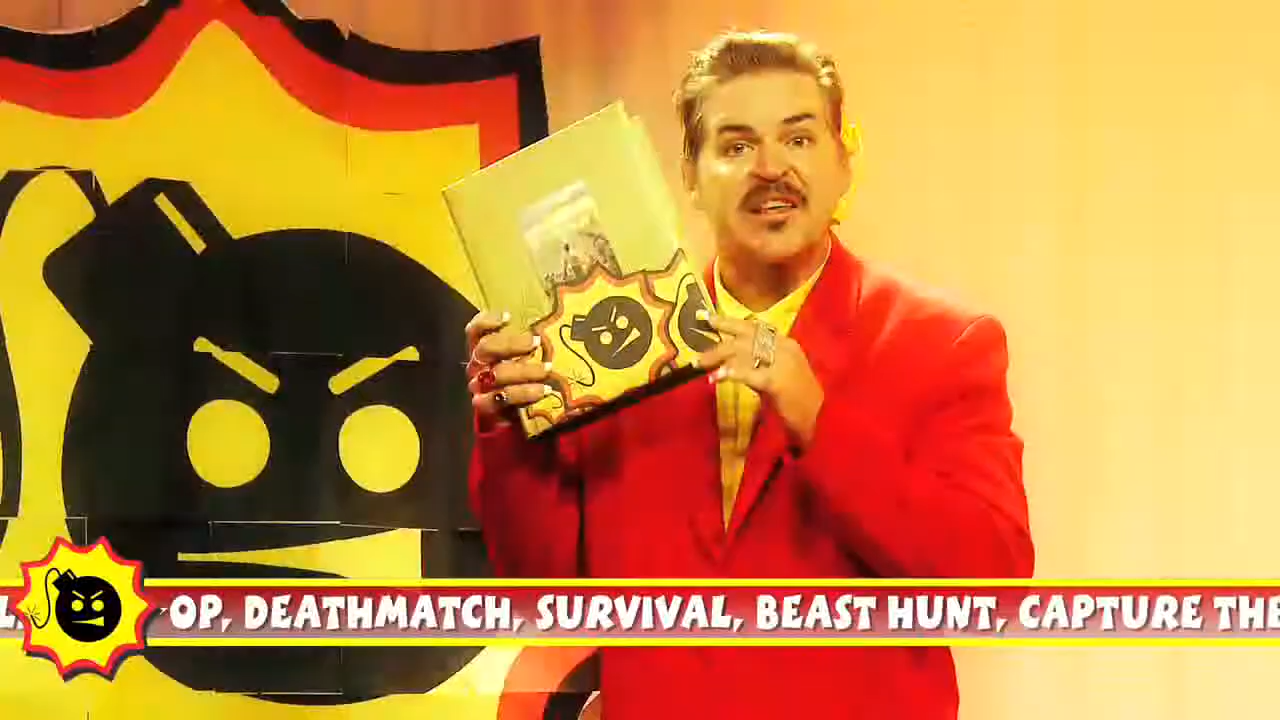 L, -OP, DEATHMATCH, SURVIVAL, BEAST HUNT, CAPTURE THE